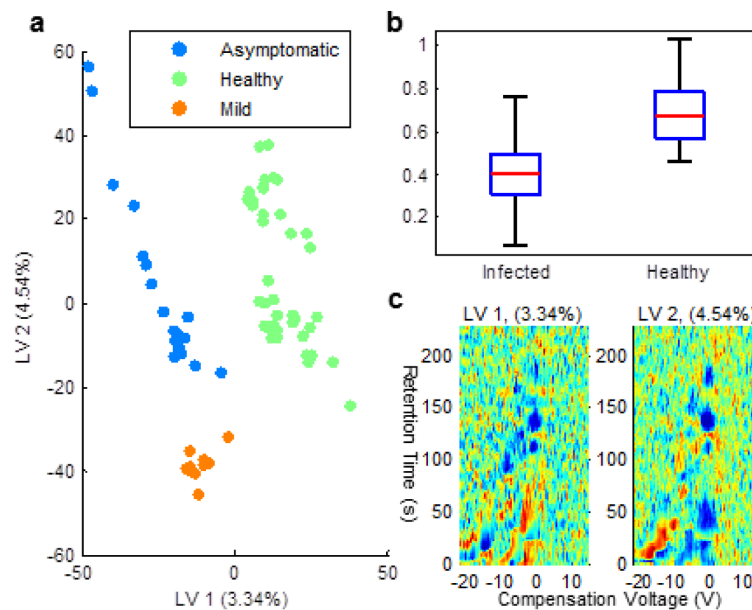 a
60
40
20
0
-20
-40
-60
-50
0
50
LV 2 (4.54%)
LV 1 (3.34%)
Asymptomatic
Healthy
Mild
b
1
0.8
0.6
0.4
0.2
Infected
Healthy
c
LV 1, (3.34%)
LV 2, (4.54%)
Retention Time (s)
200
150
100
50
0
200
150
100
50
0
-20 -10 0 10
-20 -10 0 10
Compensation Voltage (V)